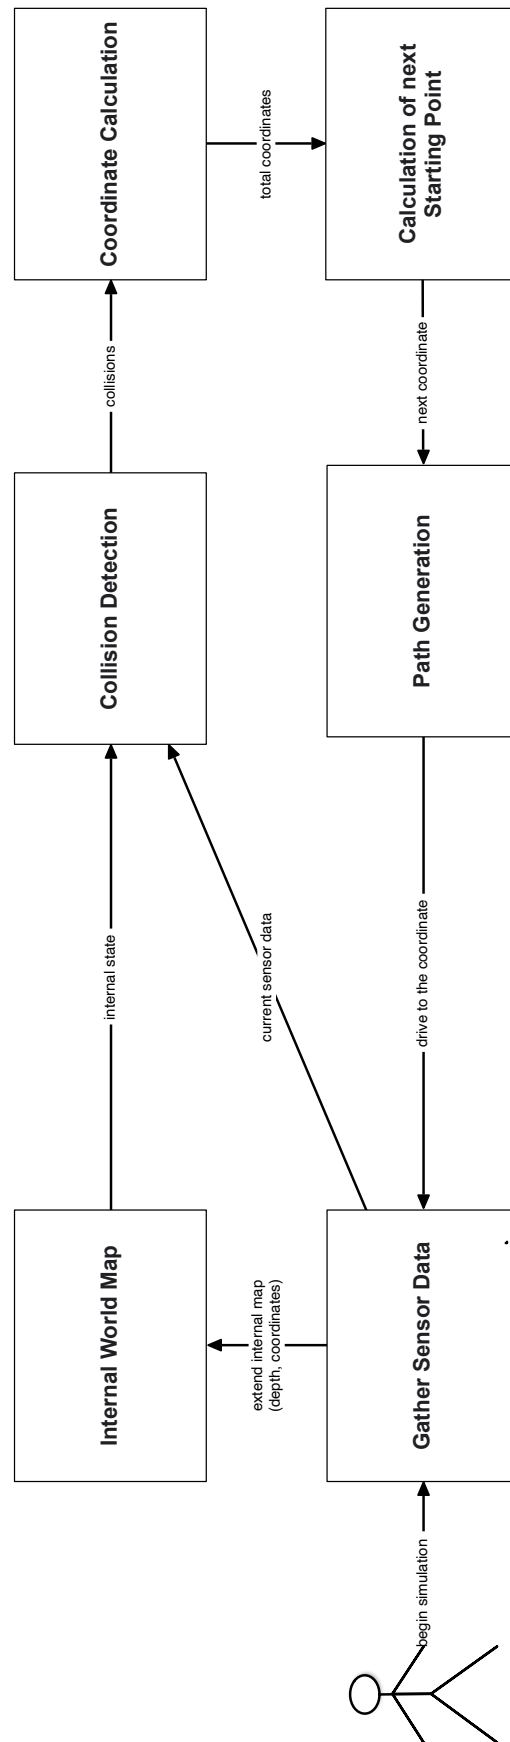 Internal World Map
internal state
Collision Detection
collisions
Coordinate Calculation
extend internal map
(depth, coordinates)
current sensor data
total coordinates
begin simulation
Gather Sensor Data
drive to the coordinate
Path Generation
next coordinate
Calculation of next
Starting Point